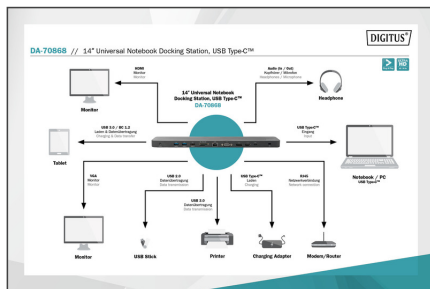 DIGITUS®
DA-70868 // 14" Universal Notebook Docking Station, USB Type-C™
HDMI
Monitor
Monitor
Audio (In / Out)
Kopfhörer / Mikrofon
Headphones / Microphone
Monitor
14" Universal Notebook
Docking Station, USB Type-C™
DA-70868
Headphone
USB 3.0 / BC 1.2
Laden & Datenübertragung
Charging & Data transfer
USB Type-C™
Eingang
Input
Tablet
Notebook / PC
USB Type-C™
VGA
Monitor
Monitor
USB 3.0
Datenübertragung
Data transmission
USB 3.0
Datenübertragung
Data transmission
USB Type-C™
Laden
Charging
RJ45
Netzwerkverbindung
Network connection
Monitor
USB Stick
Printer
Charging Adapter
Modem/Router